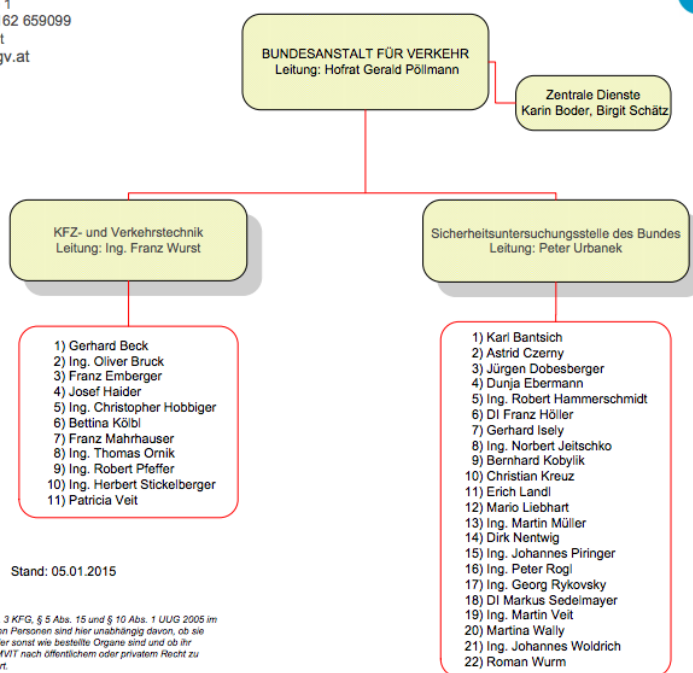 1
62 659099
t
gv.at
BUNDESANSTALT FÜR VERKEHR
Leitung: Hofrat Gerald Pöllmann
Zentrale Dienste
Karin Boder, Birgit Schätz
KFZ- und Verkehrstechnik
Leitung: Ing. Franz Wurst
Sicherheitsuntersuchungsstelle des Bundes
Leitung: Peter Urbanek
1) Gerhard Beck
2) Ing. Oliver Bruck
3) Franz Emberger
4) Josef Haider
5) Ing. Christopher Hobbiger
6) Bettina Kölbl
7) Franz Mahrhauser
8) Ing. Thomas Ornik
9) Ing. Robert Pfeffer
10) Ing. Herbert Stickelberger
11) Patricia Veit
1) Karl Bantsich
2) Astrid Czerny
3) Jürgen Dobesberger
4) Dunja Ebermann
5) Ing. Robert Hammerschmidt
6) DI Franz Höller
7) Gerhard Isely
8) Ing. Norbert Jeitschko
9) Bernhard Kobylik
10) Christian Kreuz
11) Erich Landl
12) Mario Liebhart
13) Ing. Martin Müller
14) Dirk Nentwig
15) Ing. Johannes Piringer
16) Ing. Peter Rogl
17) Ing. Georg Rykovsky
18) DI Markus Sedelmayer
19) Ing. Martin Veit
20) Martina Wally
21) Ing. Johannes Woldrich
22) Roman Wurm
Stand: 05.01.2015
3 KFG, § 5 Abs. 15 und § 10 Abs. 1 UUG 2005 im
en Personen sind hier unabhängig davon, ob sie
er sonst wie bestellte Organe sind und ob ihr
MVIT nach öffentlichem oder privatem Recht zu
rt.